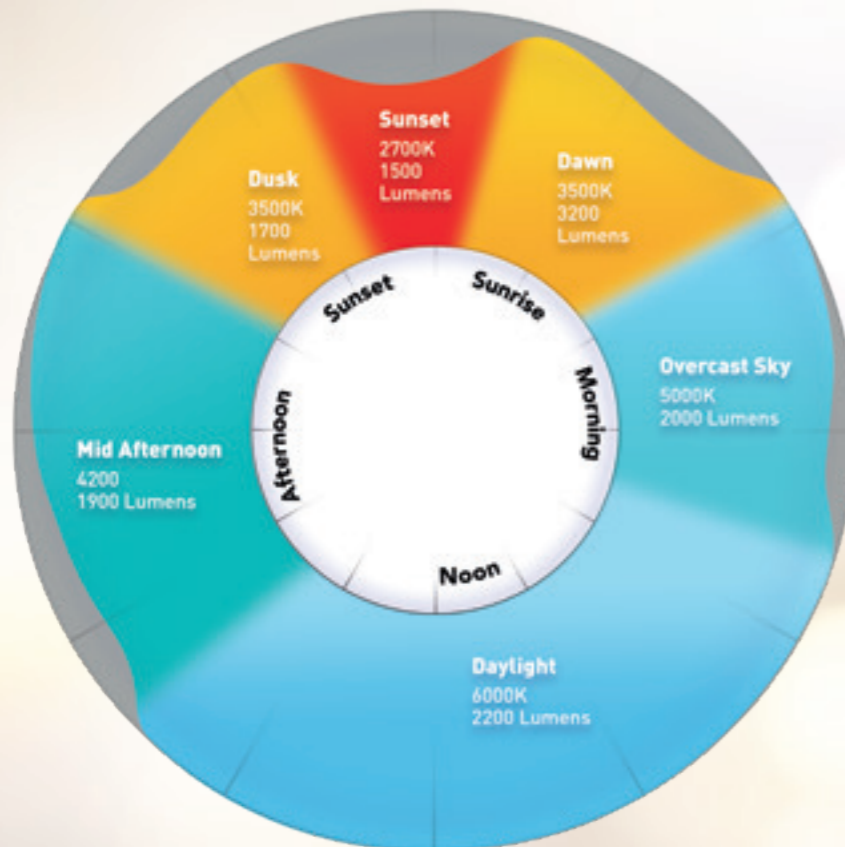 Sunset
2700K
1500
Lumens
Dusk
3500K
1700
Lumens
Dawn
3500K
3200
Lumens
Sunset
Sunrise
Overcast Sky
5000K
2000 Lumens
Morning
Afternoon
Mid Afternoon
4200
1900 Lumens
Noon
Daylight
6000K
2200 Lumens